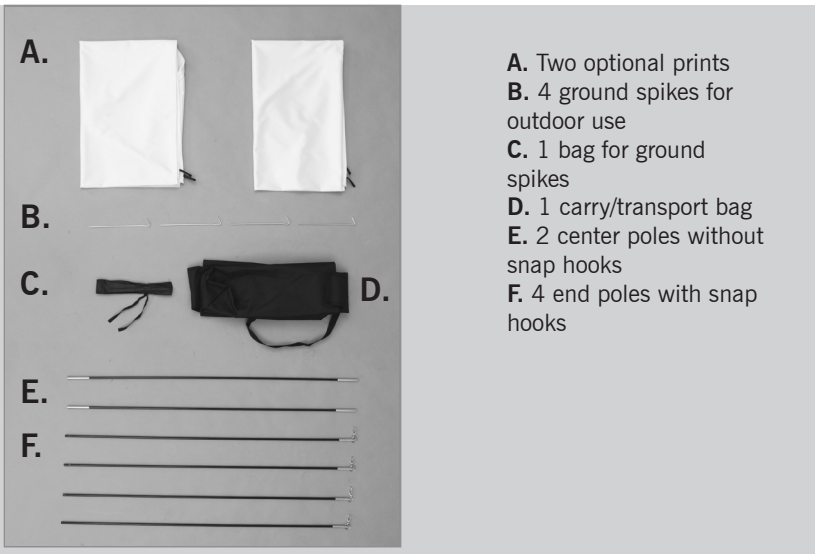 A.
B.
C.
D.
E.
F.
A. Two optional prints
B. 4 ground spikes for
outdoor use
C. 1 bag for ground
spikes
D. 1 carry/transport bag
E. 2 center poles without
snap hooks
F. 4 end poles with snap
hooks